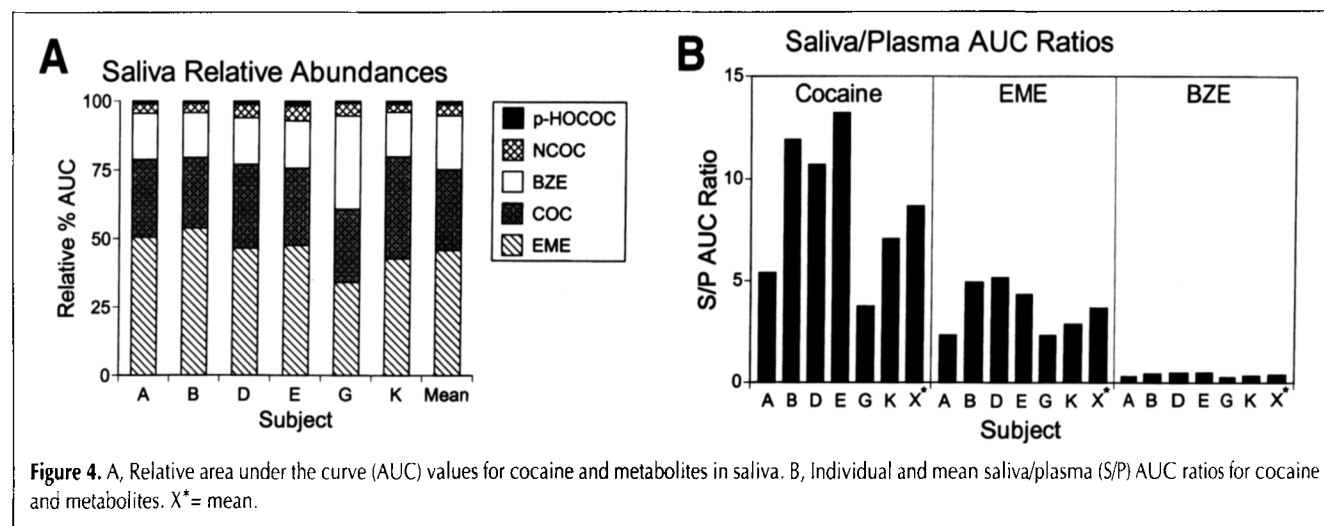 A
Saliva Relative Abundances
100
75
50
25
0
Relative % AUC
A B D E G K Mean
Subject
p-HOCOC
NCOC
BZE
COC
EME
B
Saliva/Plasma AUC Ratios
15
10
5
0
S/P AUC Ratio
Cocaine EME BZE
A B D E G K X* A B D E G K X* A B D E G K X*
Subject
Figure 4. A, Relative area under the curve (AUC) values for cocaine and metabolites in saliva. B, Individual and mean saliva/plasma (S/P) AUC ratios for cocaine
and metabolites. X*= mean.